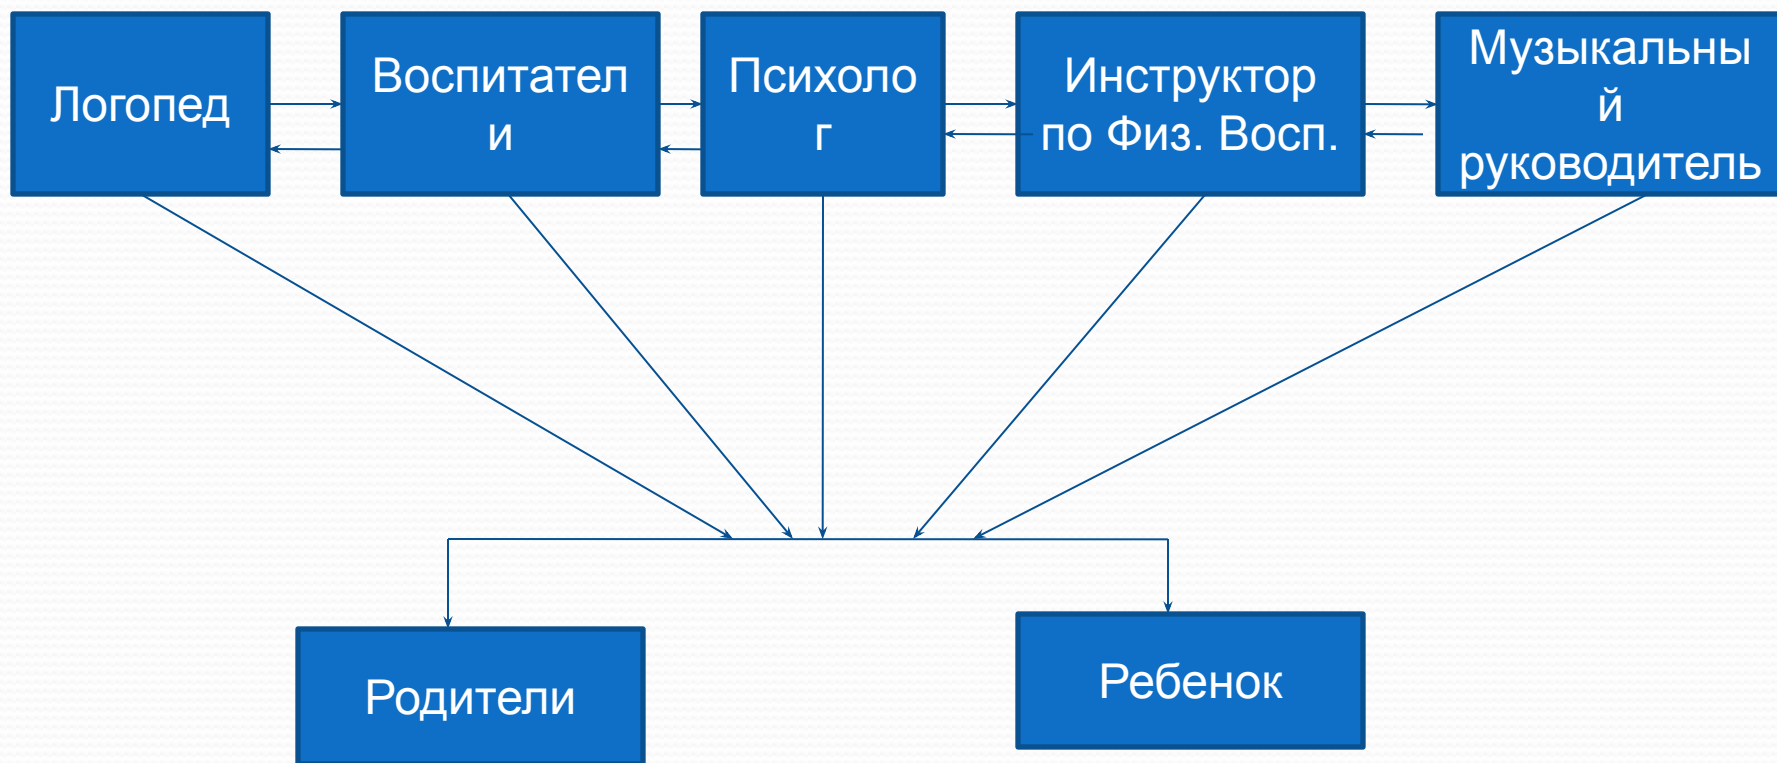 Логопед
Воспитател
и
Психоло
г
Инструктор
по Физ. Восп.
Музыкальны
й
руководитель
Родители
Ребенок